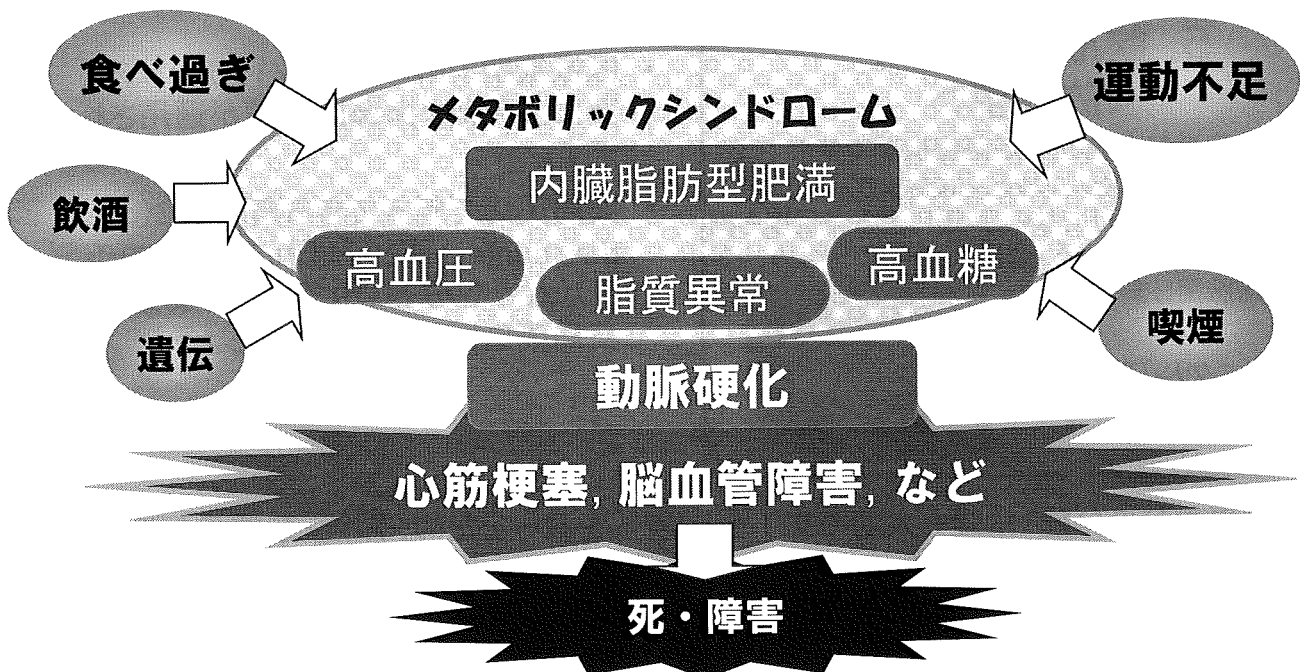 食べ過ぎ
運動不足
メタボリックシンドローム
内臓脂肪型肥満
飲酒
高血圧
脂質異常
高血糖
遺伝
喫煙
動脈硬化
心筋梗塞, 脳血管障害, など
死・障害